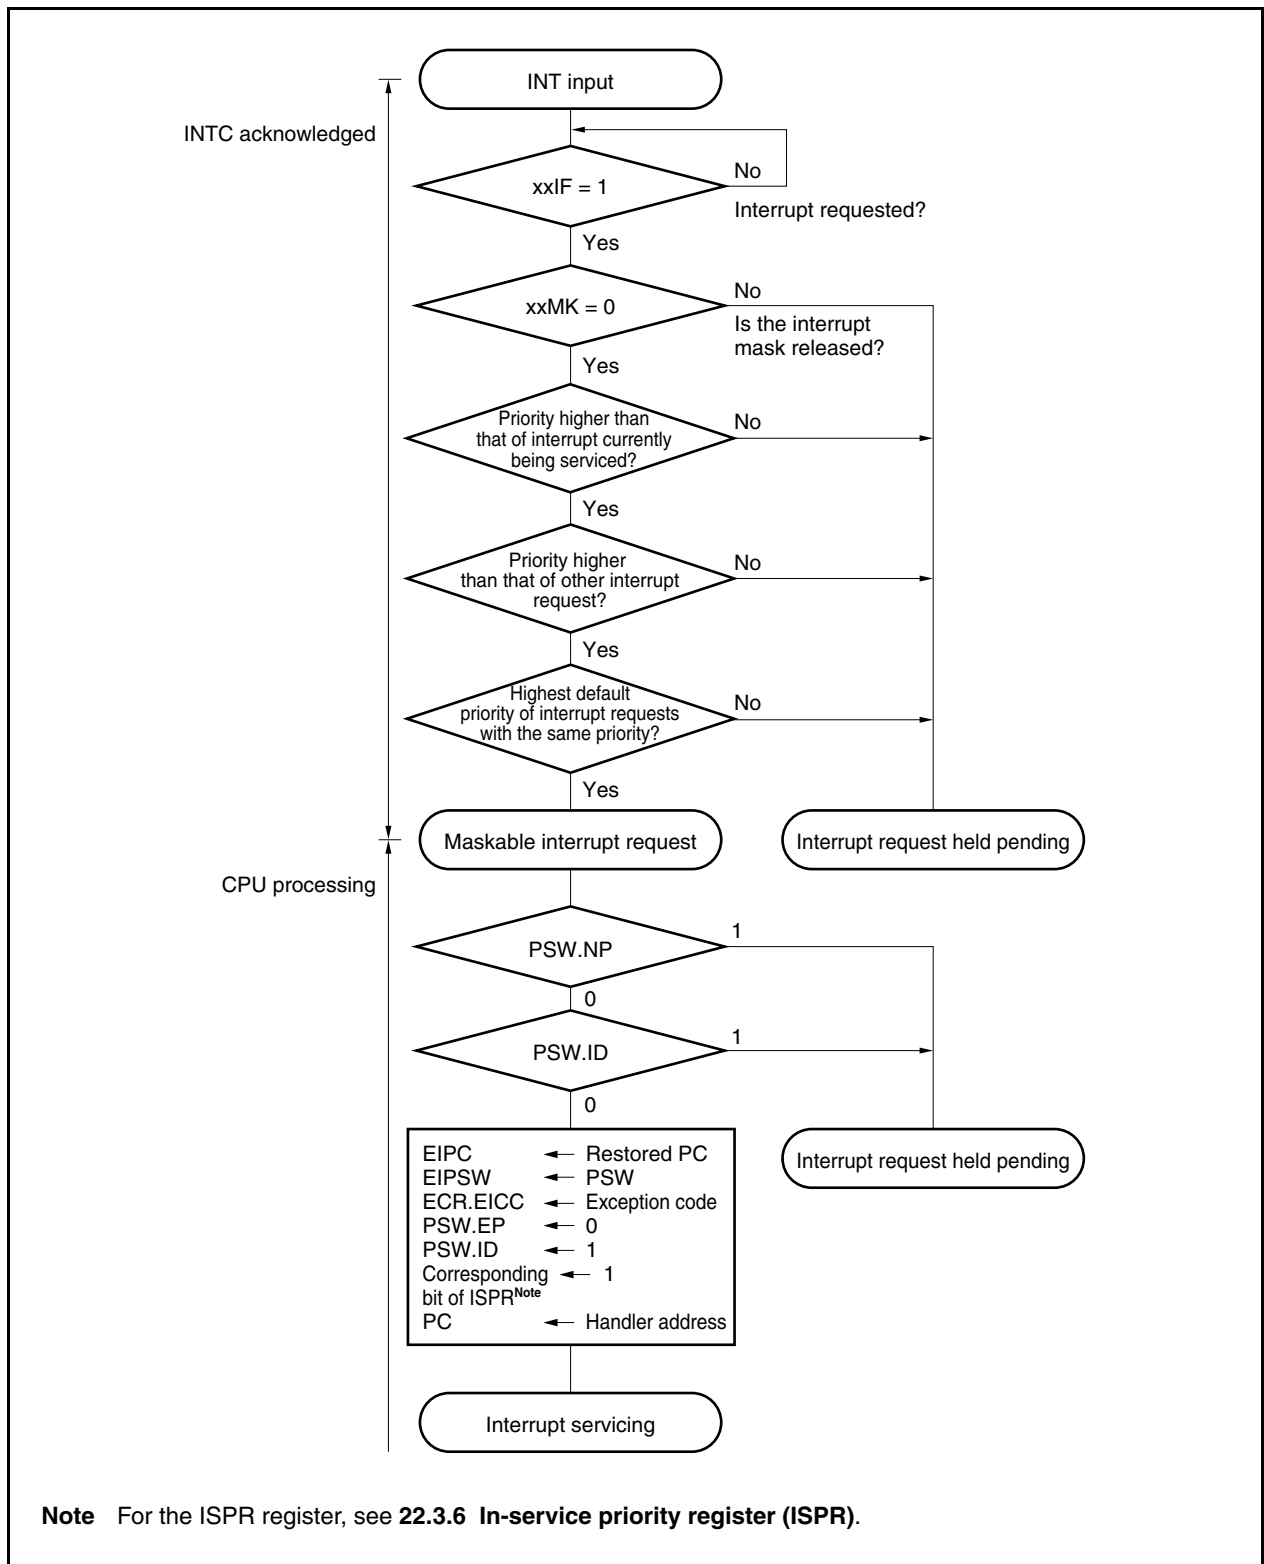 INT input
INTC acknowledged
xxIF = 1
No
Interrupt requested?
Yes
xxMK = 0
No
Is the interrupt
mask released?
Yes
Priority higher than
that of interrupt currently
being serviced?
No
Yes
Priority higher
than that of other interrupt
request?
No
Yes
Highest default
priority of interrupt requests
with the same priority?
No
Yes
Maskable interrupt request
Interrupt request held pending
CPU processing
PSW.NP
1
0
PSW.ID
1
0
EIPC ← Restored PC
EIPSW ← PSW
ECR.EICC ← Exception code
PSW.EP ← 0
PSW.ID ← 1
Corresponding ← 1
bit of ISPRNote
PC ← Handler address
Interrupt request held pending
Interrupt servicing
Note For the ISPR register, see 22.3.6 In-service priority register (ISPR).